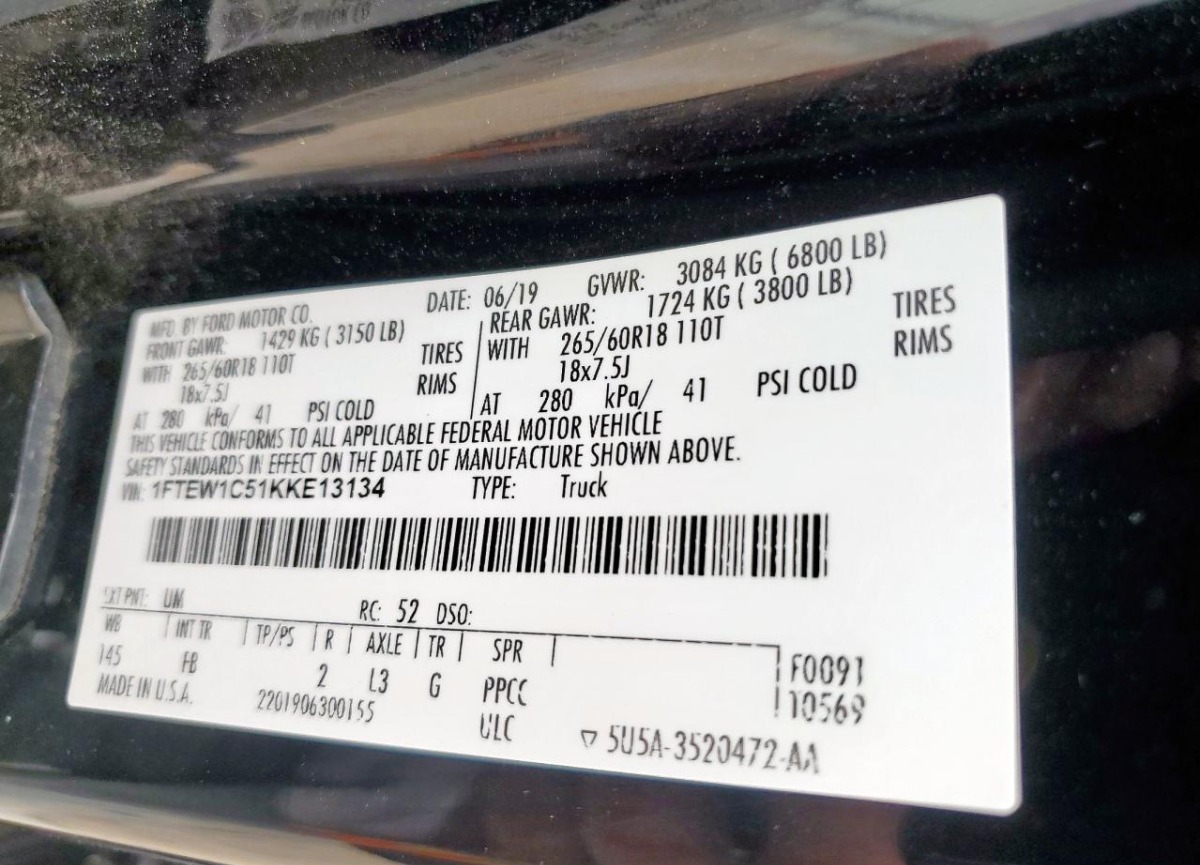 MFD. BY FORD MOTOR CO. DATE: 06/19 GVWR: 3084 KG ( 6800 LB)
FRONT GAWR: 1429 KG ( 3150 LB) REAR GAWR: 1724 KG ( 3800 LB)
WITH 265/60R18 110T TIRES WITH 265/60R18 110T TIRES
18x7.5J RIMS 18x7.5J RIMS
AT 280 kPa/ 41 PSI COLD AT 280 kPa/ 41 PSI COLD
THIS VEHICLE CONFORMS TO ALL APPLICABLE FEDERAL MOTOR VEHICLE
SAFETY STANDARDS IN EFFECT ON THE DATE OF MANUFACTURE SHOWN ABOVE.
VIN: 1FTEW1C51KKE13134 TYPE: Truck
EXT PNT: UM RC: 52 DSO:
WB INT TR TP/PS R AXLE TR SPR
145 FB 2 L3 G PPCC F0091
MADE IN U.S.A. 2201906300155 ULC 10569
5U5A-3520472-AA